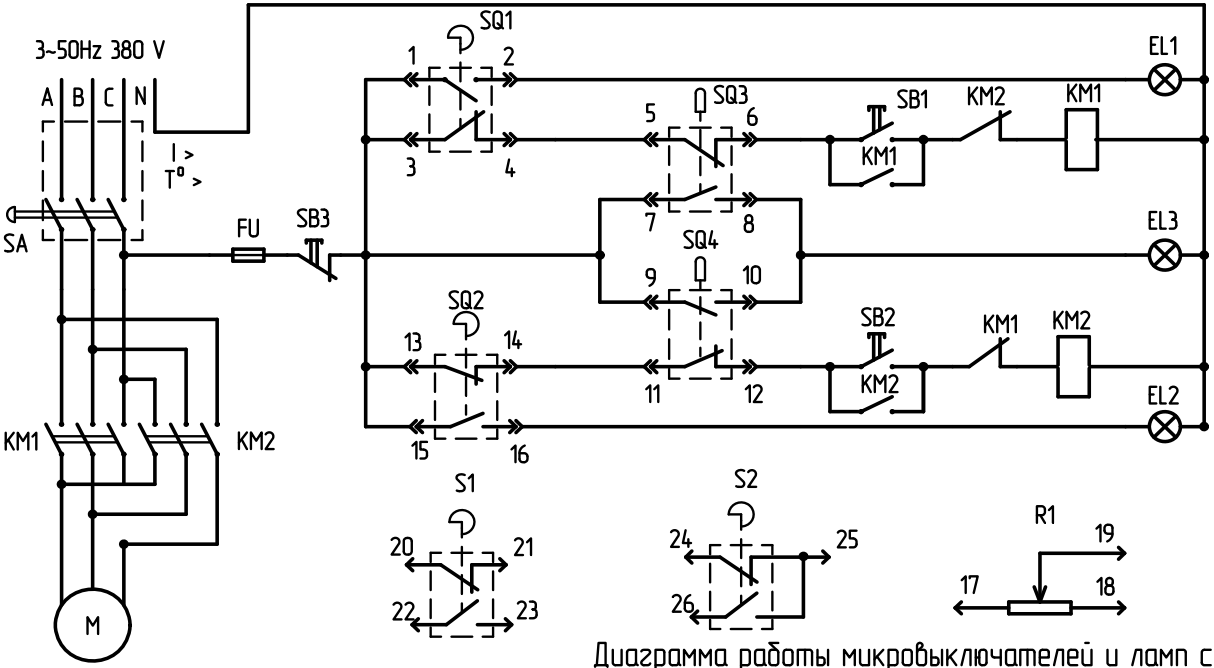 SQ1
3~50Hz 380 V
1 2
EL1
A B C N
SQ3 SB1 KM2 KM1
5 6
I >
T° >
3 4
KM1
SA
FU SB3
7 8
SQ4
EL3
9 10
SQ2
SB2 KM1 KM2
13 14
11 12
KM2
EL2
KM1 KM2
15 16
S1 S2
R1
20 21 24 25 19
22 23 26 17 18
M
Диаграмма работы микровыключателей и ламп с